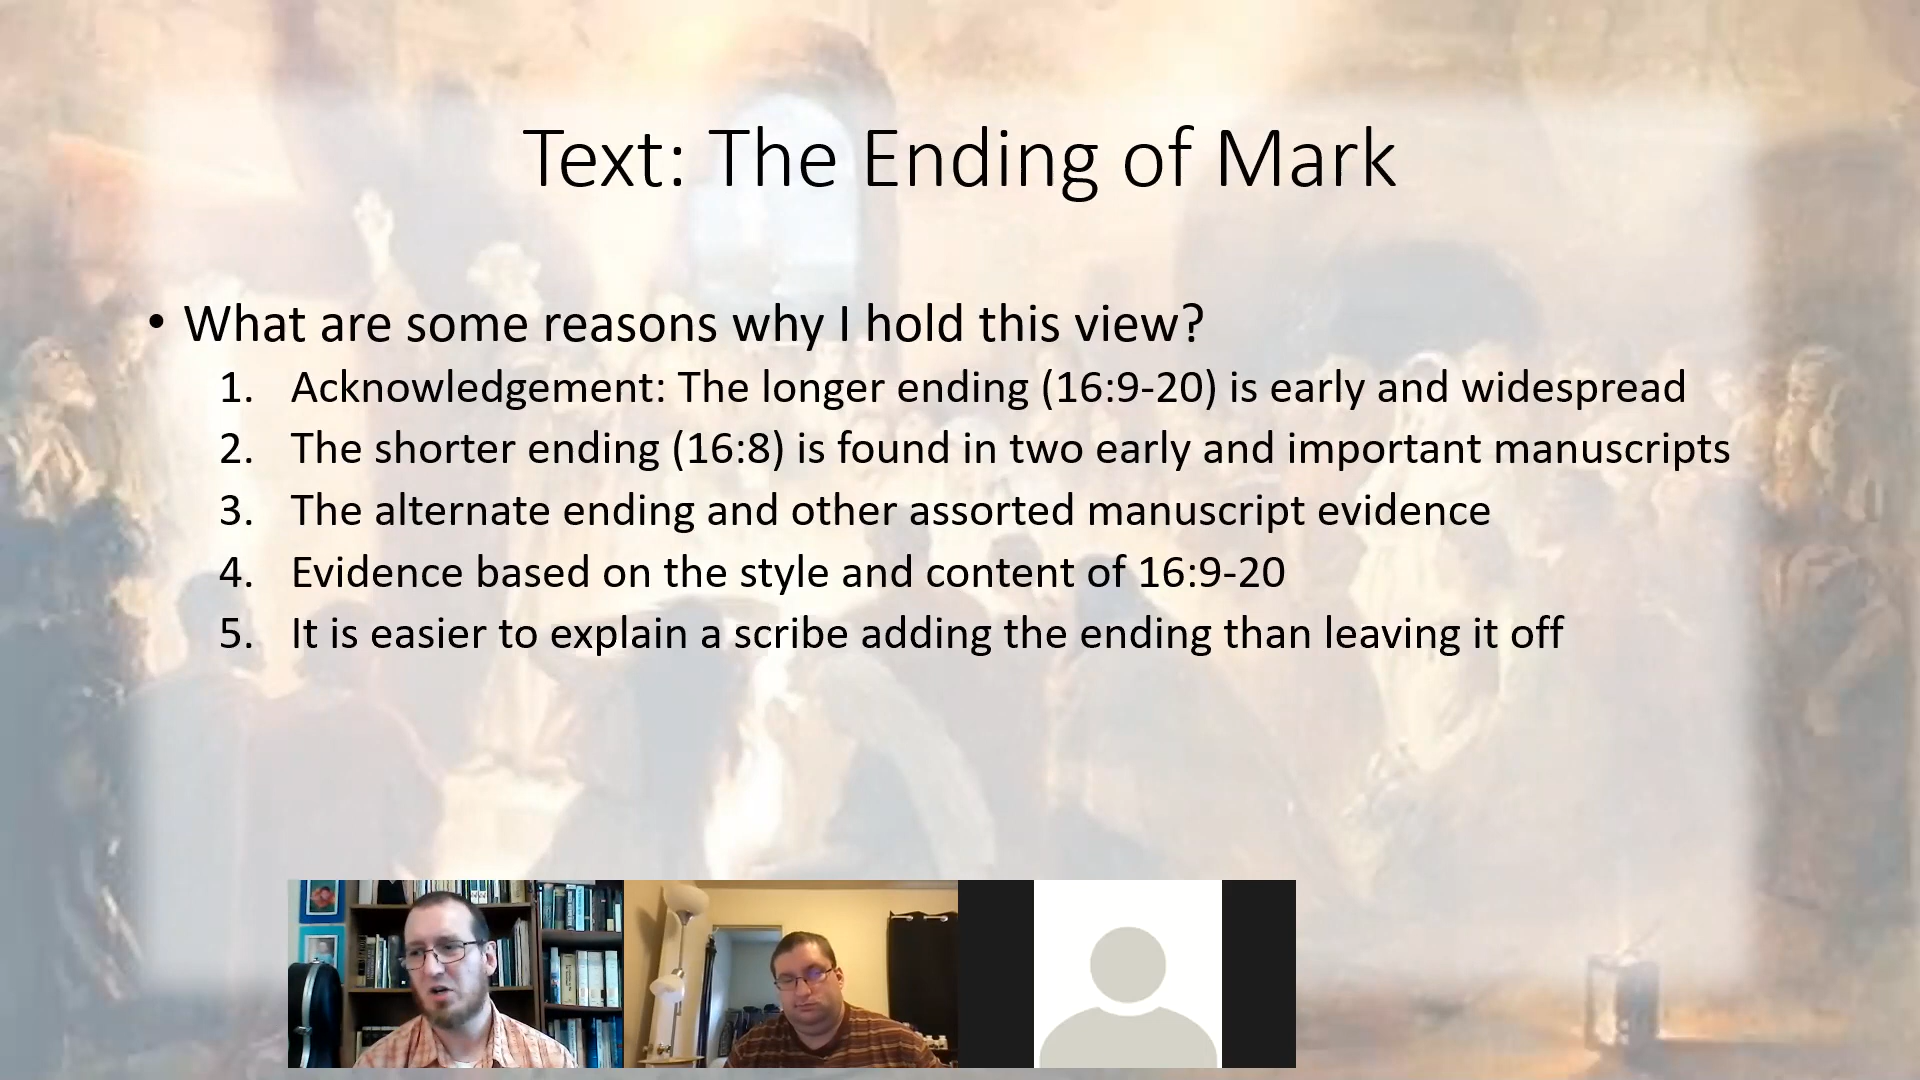 Text: The Ending of Mark
• What are some reasons why I hold this view?
1. Acknowledgement: The longer ending (16:9-20) is early and widespread
2. The shorter ending (16:8) is found in two early and important manuscripts
3. The alternate ending and other assorted manuscript evidence
4. Evidence based on the style and content of 16:9-20
5. It is easier to explain a scribe adding the ending than leaving it off